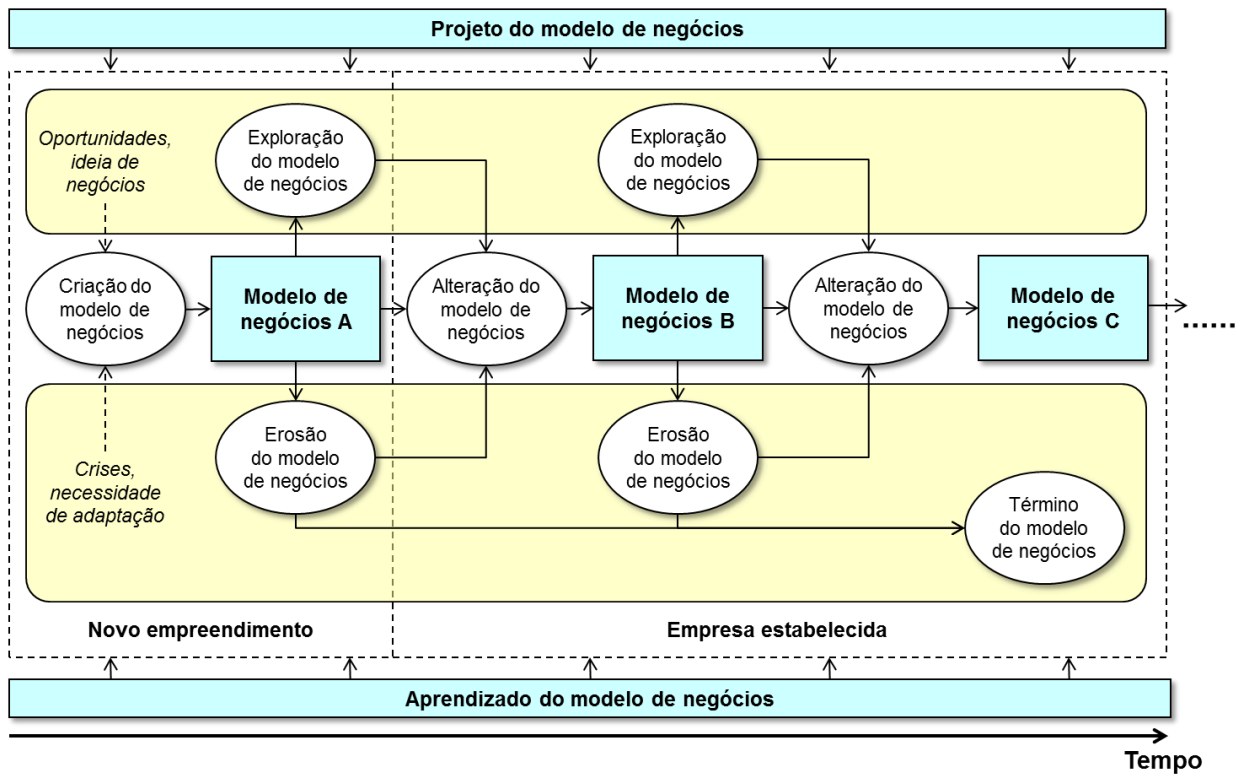 Projeto do modelo de negócios
Oportunidades,
ideia de
negócios
Exploração
do modelo
de negócios
Exploração
do modelo
de negócios
Criação do
modelo de
negócios
Modelo de
negócios A
Alteração do
modelo de
negócios
Modelo de
negócios B
Alteração do
modelo de
negócios
Modelo de
negócios C
......
Crises,
necessidade
de adaptação
Erosão
do modelo
de negócios
Erosão
do modelo
de negócios
Término
do modelo
de negócios
Novo empreendimento
Empresa estabelecida
Aprendizado do modelo de negócios
Tempo